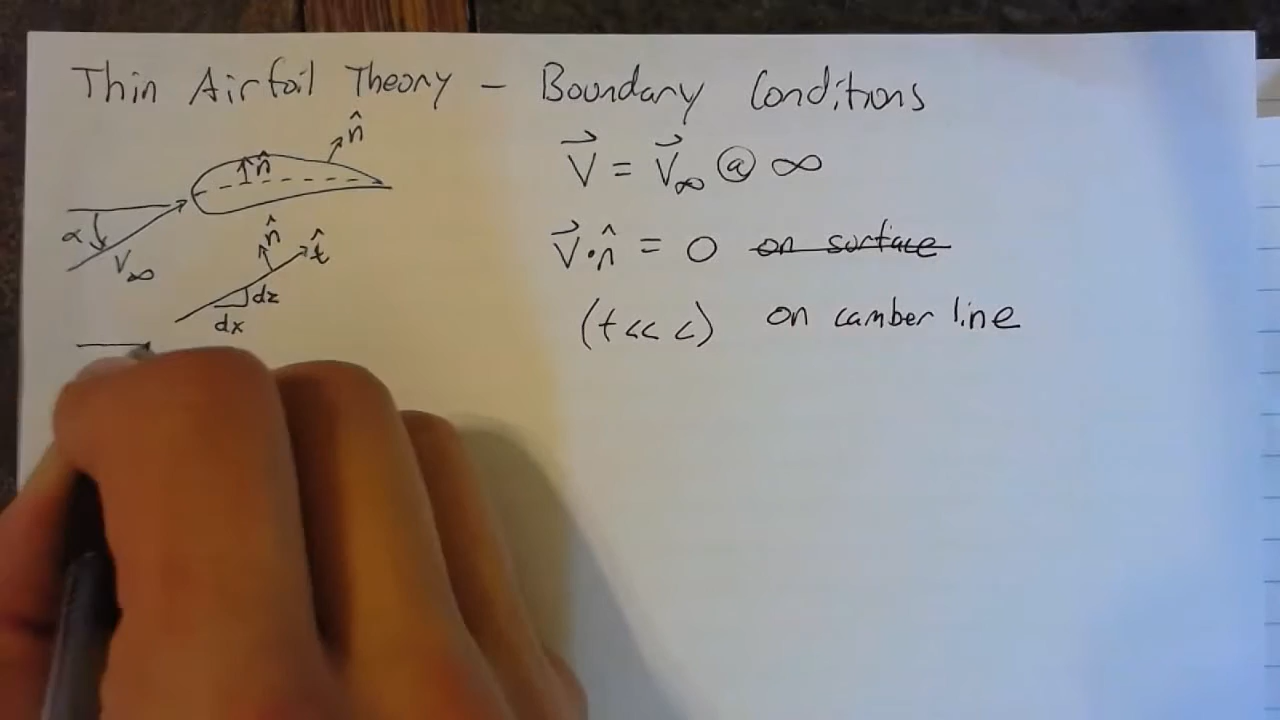 Thin Airfoil Theory – Boundary Conditions
n̂
n̂
V⃗ = V⃗∞ @ ∞
α
V∞
n̂ t̂
V⃗·n̂ = 0 on surface
dz
dx
(t << c) on camber line